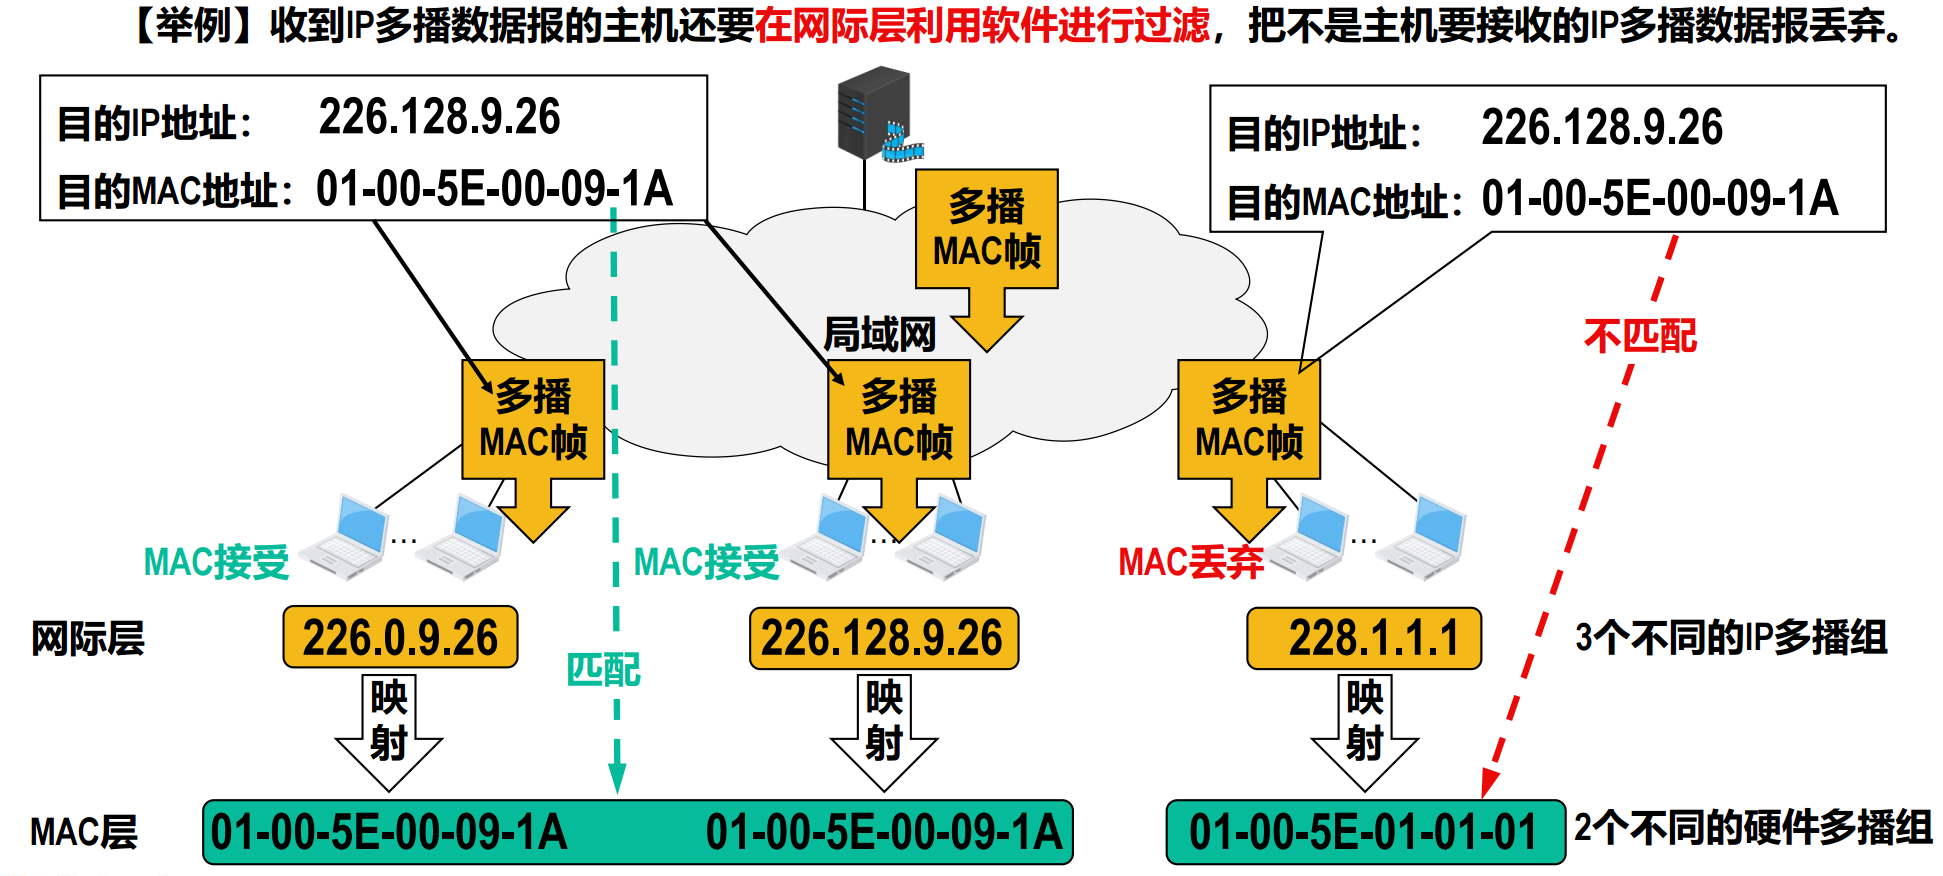 【举例】收到IP多播数据报的主机还要在网际层利用软件进行过滤，把不是主机要接收的IP多播数据报丢弃。
目的IP地址： 226.128.9.26
目的MAC地址：01-00-5E-00-09-1A
目的IP地址： 226.128.9.26
目的MAC地址：01-00-5E-00-09-1A
多播
MAC帧
局域网
不匹配
多播
MAC帧
多播
MAC帧
多播
MAC帧
...
...
...
MAC接受
MAC接受
MAC丢弃
网际层
226.0.9.26
226.128.9.26
228.1.1.1
3个不同的IP多播组
匹配
映
射
映
射
映
射
MAC层
01-00-5E-00-09-1A
01-00-5E-00-09-1A
01-00-5E-01-01-01
2个不同的硬件多播组